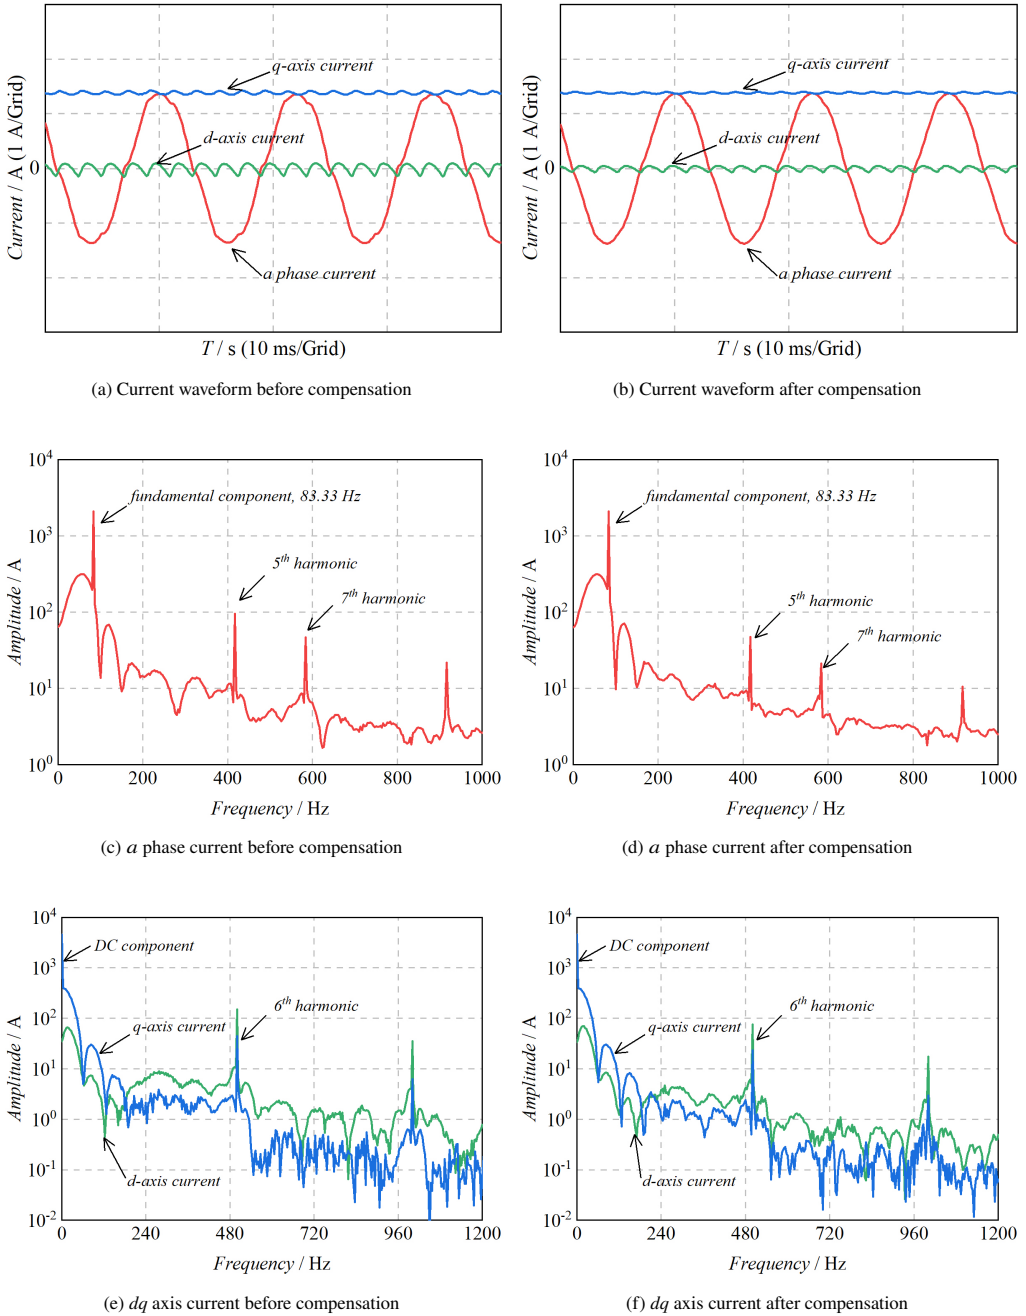 q-axis current
d-axis current
0
a phase current
Current / A (1 A/Grid)
T / s (10 ms/Grid)
(a) Current waveform before compensation
q-axis current
d-axis current
0
a phase current
Current / A (1 A/Grid)
T / s (10 ms/Grid)
(b) Current waveform after compensation
10^4
fundamental component, 83.33 Hz
10^3
5^th harmonic
10^2
7^th harmonic
10^1
10^0
Amplitude / A
0 200 400 600 800 1000
Frequency / Hz
(c) a phase current before compensation
10^4
fundamental component, 83.33 Hz
10^3
5^th harmonic
10^2
7^th harmonic
10^1
10^0
Amplitude / A
0 200 400 600 800 1000
Frequency / Hz
(d) a phase current after compensation
10^4
DC component
10^3
6^th harmonic
10^2
q-axis current
10^1
10^0
10^-1
d-axis current
10^-2
Amplitude / A
0 240 480 720 960 1200
Frequency / Hz
(e) dq axis current before compensation
10^4
DC component
10^3
6^th harmonic
10^2
q-axis current
10^1
10^0
10^-1
d-axis current
10^-2
Amplitude / A
0 240 480 720 960 1200
Frequency / Hz
(f) dq axis current after compensation